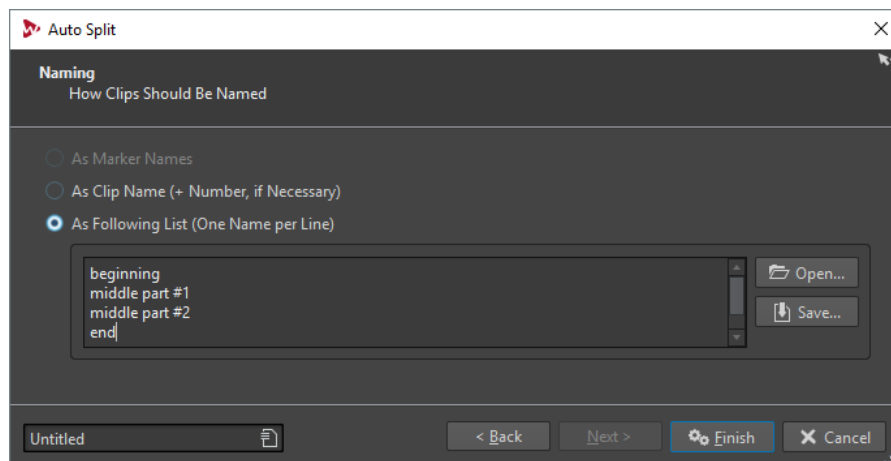 Auto Split
Naming
How Clips Should Be Named
As Marker Names
As Clip Name (+ Number, if Necessary)
As Following List (One Name per Line)
beginning
middle part #1
middle part #2
end
Open...
Save...
Untitled
< Back
Next >
Finish
Cancel